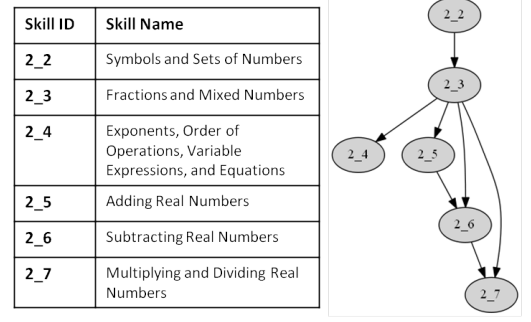 Skill ID Skill Name
2_2 Symbols and Sets of Numbers
2_3 Fractions and Mixed Numbers
2_4 Exponents, Order of
Operations, Variable
Expressions, and Equations
2_5 Adding Real Numbers
2_6 Subtracting Real Numbers
2_7 Multiplying and Dividing Real
Numbers
2_2
2_3
2_4 2_5
2_6
2_7